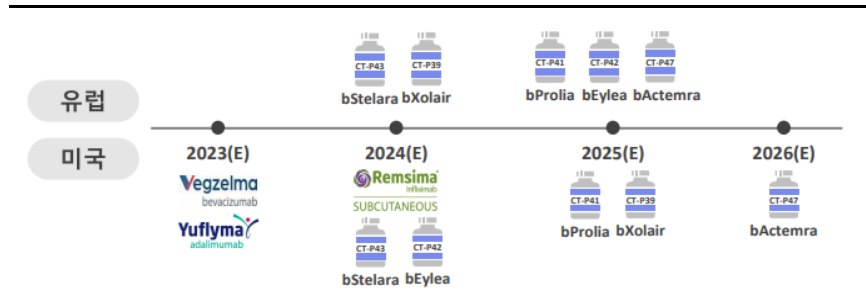 CT-P43 CT-P39
bStelara bXolair
CT-P41 CT-P42 CT-P47
bProlia bEylea bActemra
유럽
미국
2023(E) 2024(E) 2025(E) 2026(E)
Vegzelma
bevacizumab
Yuflyma
adalimumab
Remsima
infliximab
SUBCUTANEOUS
CT-P43 CT-P42
bStelara bEylea
CT-P41 CT-P39
bProlia bXolair
CT-P47
bActemra